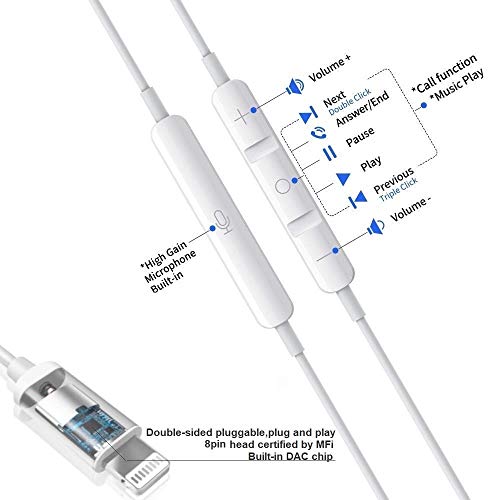 Volume +
Next
Double Click
Answer/End
Pause
Play
Previous
Triple Click
Volume -
*Call function
*Music Play
*High Gain
Microphone
Built-in
Double-sided pluggable,plug and play
8pin head certified by MFi
Built-in DAC chip